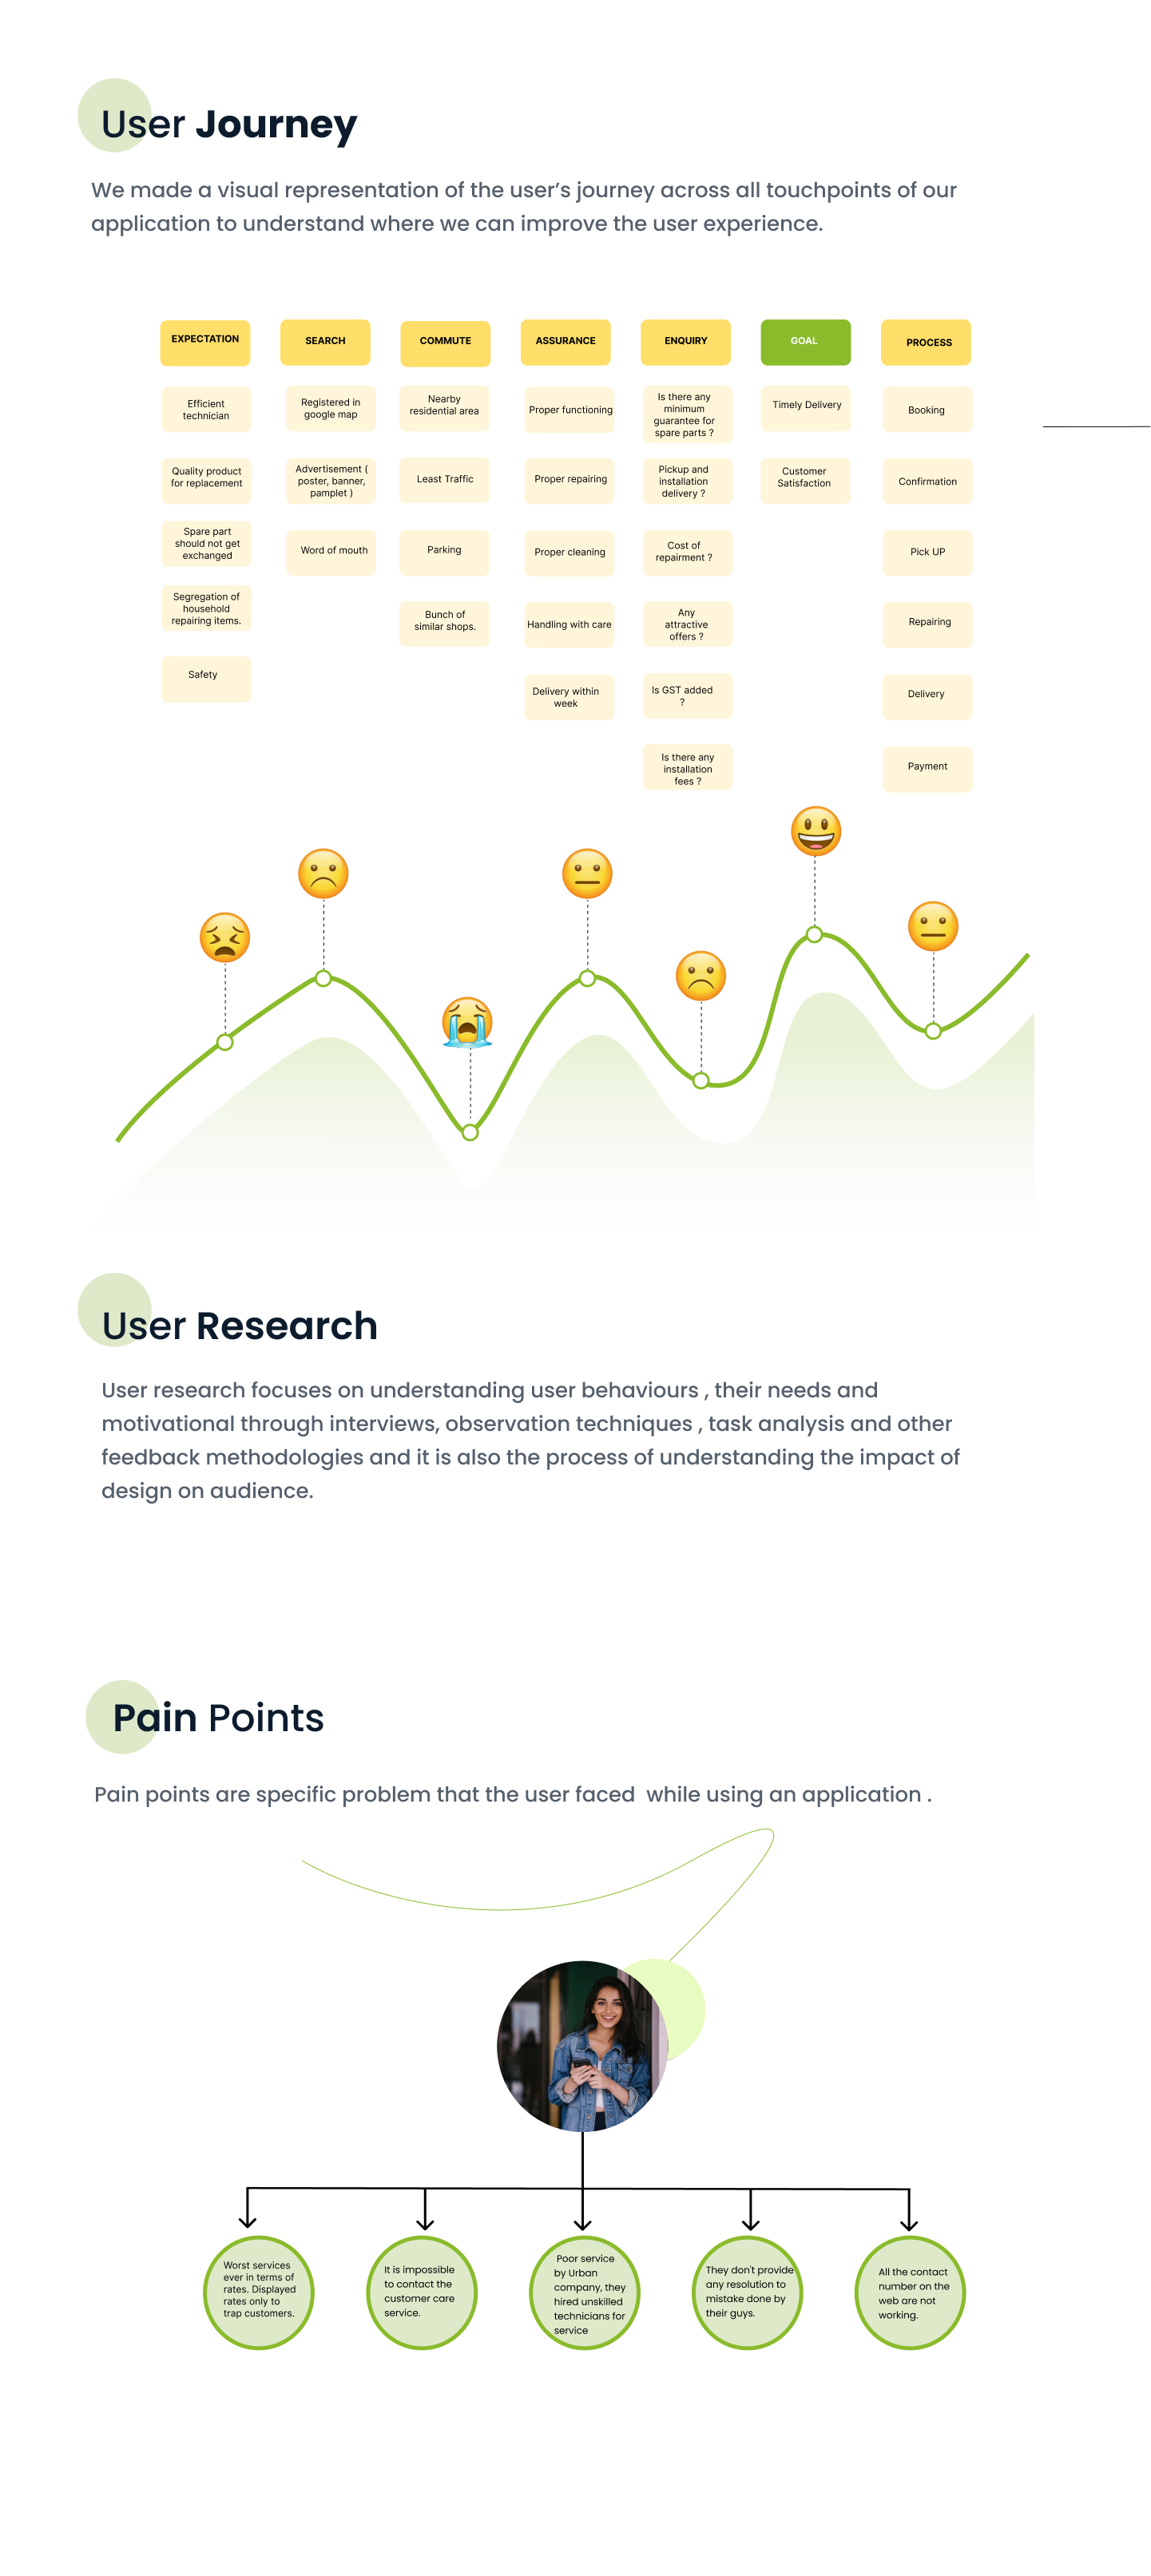 User Journey
We made a visual representation of the user’s journey across all touchpoints of our
application to understand where we can improve the user experience.
EXPECTATION
SEARCH
COMMUTE
ASSURANCE
ENQUIRY
GOAL
PROCESS
Efficient
technician
Quality product
for replacement
Spare part
should not get
exchanged
Segregation of
household
repairing items.
Safety
Registered in
google map
Advertisement (
poster, banner,
pamplet )
Word of mouth
Nearby
residential area
Least Traffic
Parking
Bunch of
similar shops.
Proper functioning
Proper repairing
Proper cleaning
Handling with care
Delivery within
week
Is there any
minimum
guarantee for
spare parts ?
Pickup and
installation
delivery ?
Cost of
repairment ?
Any
attractive
offers ?
Is GST added
?
Is there any
installation
fees ?
Timely Delivery
Customer
Satisfaction
Booking
Confirmation
Pick UP
Repairing
Delivery
Payment
User Research
User research focuses on understanding user behaviours , their needs and
motivational through interviews, observation techniques , task analysis and other
feedback methodologies and it is also the process of understanding the impact of
design on audience.
Pain Points
Pain points are specific problem that the user faced  while using an application .
Worst services
ever in terms of
rates. Displayed
rates only to
trap customers.
It is impossible
to contact the
customer care
service.
Poor service
by Urban
company, they
hired unskilled
technicians for
service
They don't provide
any resolution to
mistake done by
their guys.
All the contact
number on the
web are not
working.